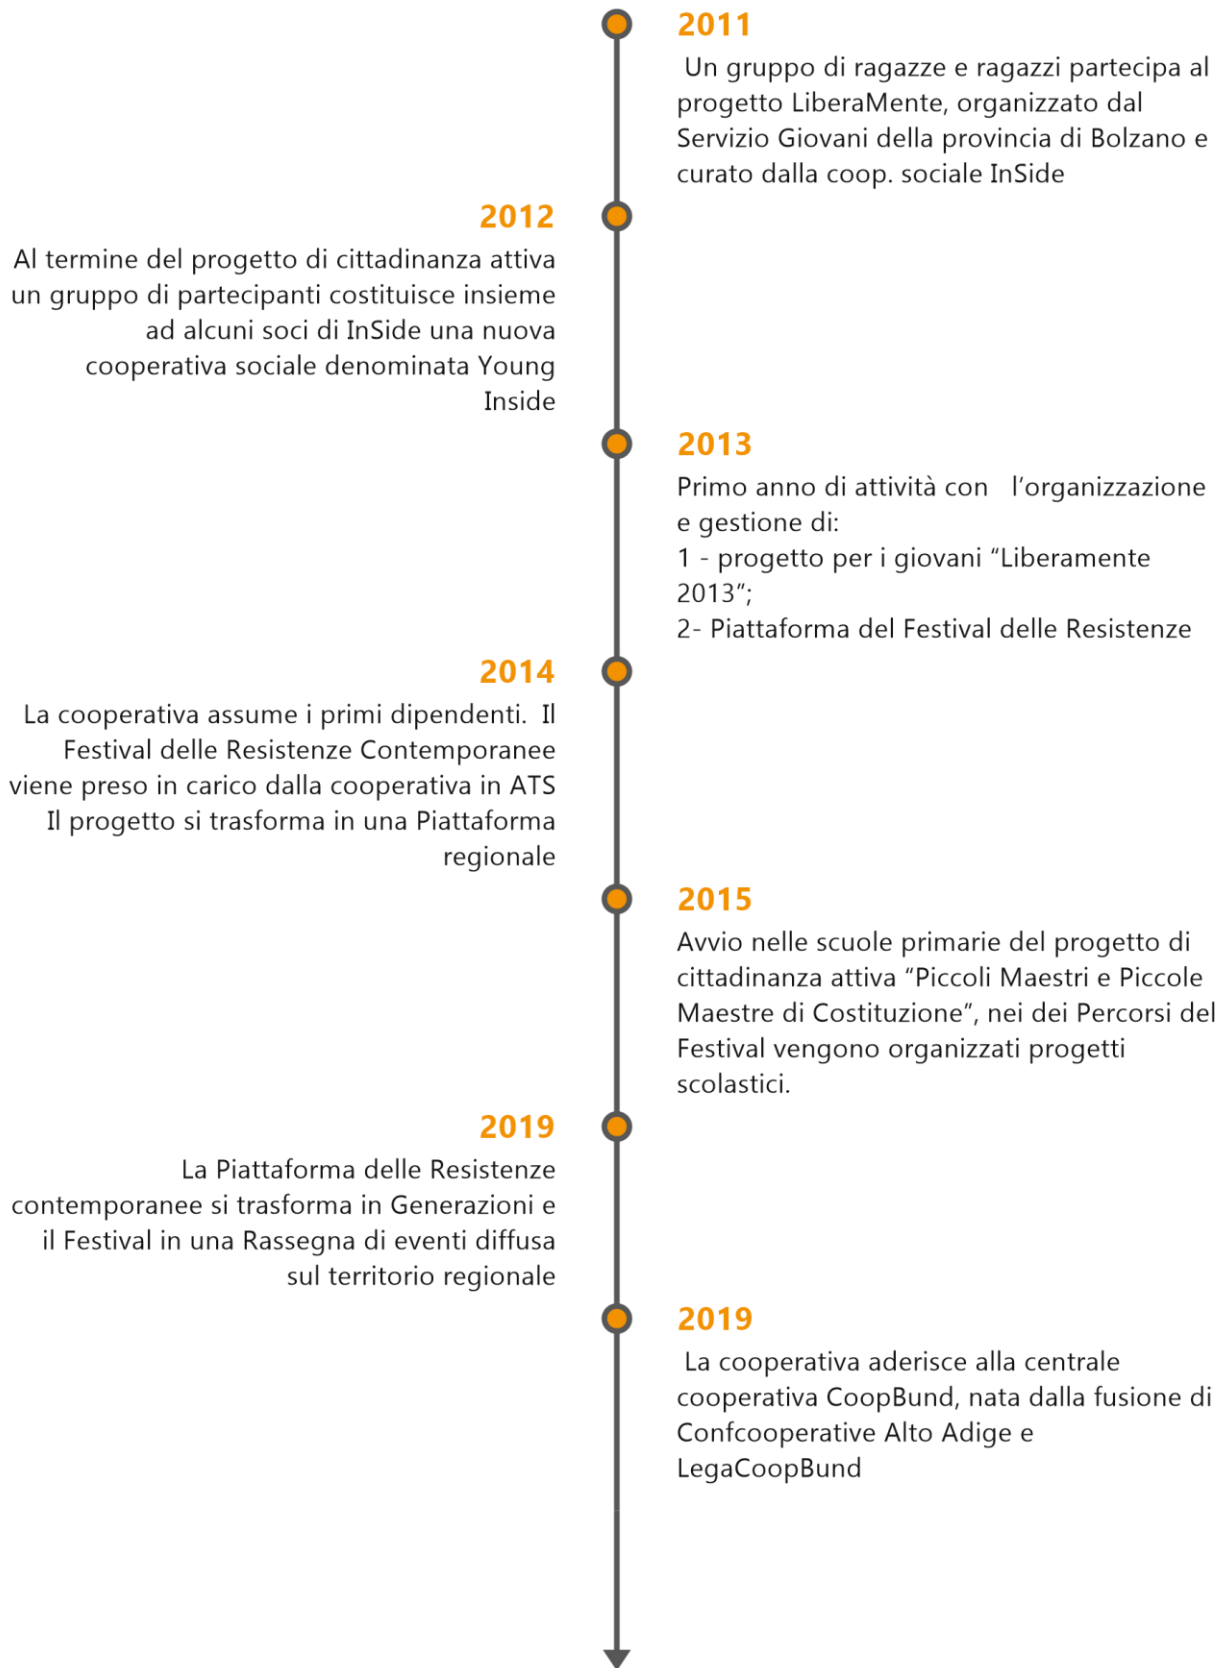 2011
Un gruppo di ragazze e ragazzi partecipa al
progetto LiberaMente, organizzato dal
Servizio Giovani della provincia di Bolzano e
curato dalla coop. sociale InSide
2012
Al termine del progetto di cittadinanza attiva
un gruppo di partecipanti costituisce insieme
ad alcuni soci di InSide una nuova
cooperativa sociale denominata Young
Inside
2013
Primo anno di attività con l'organizzazione
e gestione di:
1 - progetto per i giovani “Liberamente
2013”;
2- Piattaforma del Festival delle Resistenze
2014
La cooperativa assume i primi dipendenti. Il
Festival delle Resistenze Contemporanee
viene preso in carico dalla cooperativa in ATS
Il progetto si trasforma in una Piattaforma
regionale
2015
Avvio nelle scuole primarie del progetto di
cittadinanza attiva “Piccoli Maestri e Piccole
Maestre di Costituzione”, nei dei Percorsi del
Festival vengono organizzati progetti
scolastici.
2019
La Piattaforma delle Resistenze
contemporanee si trasforma in Generazioni e
il Festival in una Rassegna di eventi diffusa
sul territorio regionale
2019
La cooperativa aderisce alla centrale
cooperativa CoopBund, nata dalla fusione di
Confcooperative Alto Adige e
LegaCoopBund